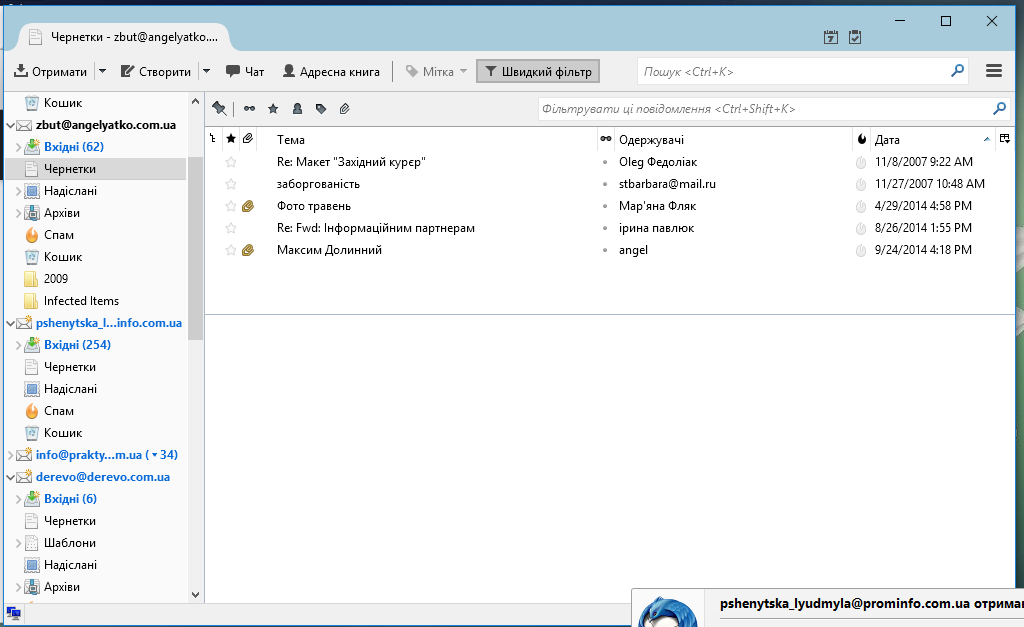 Чернетки - zbut@angelyatko....
Отримати Створити Чат Адресна книга Мітка Швидкий фільтр Пошук <Ctrl+K>
Фільтрувати ці повідомлення <Ctrl+Shift+K>
Тема Одержувачі Дата
Re: Макет "Західний курєр" Oleg Федоліак 11/8/2007 9:22 AM
заборгованість stbarbara@mail.ru 11/27/2007 10:48 AM
Фото травень Мар'яна Фляк 4/29/2014 4:58 PM
Re: Fwd: Інформаційним партнерам ірина павлюк 8/26/2014 1:55 PM
Максим Долинний angel 9/24/2014 4:18 PM
Кошик
zbut@angelyatko.com.ua
Вхідні (62)
Чернетки
Надіслані
Архіви
Спам
Кошик
2009
Infected Items
pshenytska_l...info.com.ua
Вхідні (254)
Чернетки
Надіслані
Спам
Кошик
info@prakty...m.ua (▾34)
derevo@derevo.com.ua
Вхідні (6)
Чернетки
Шаблони
Надіслані
Архіви
pshenytska_lyudmyla@prominfo.com.ua отрима